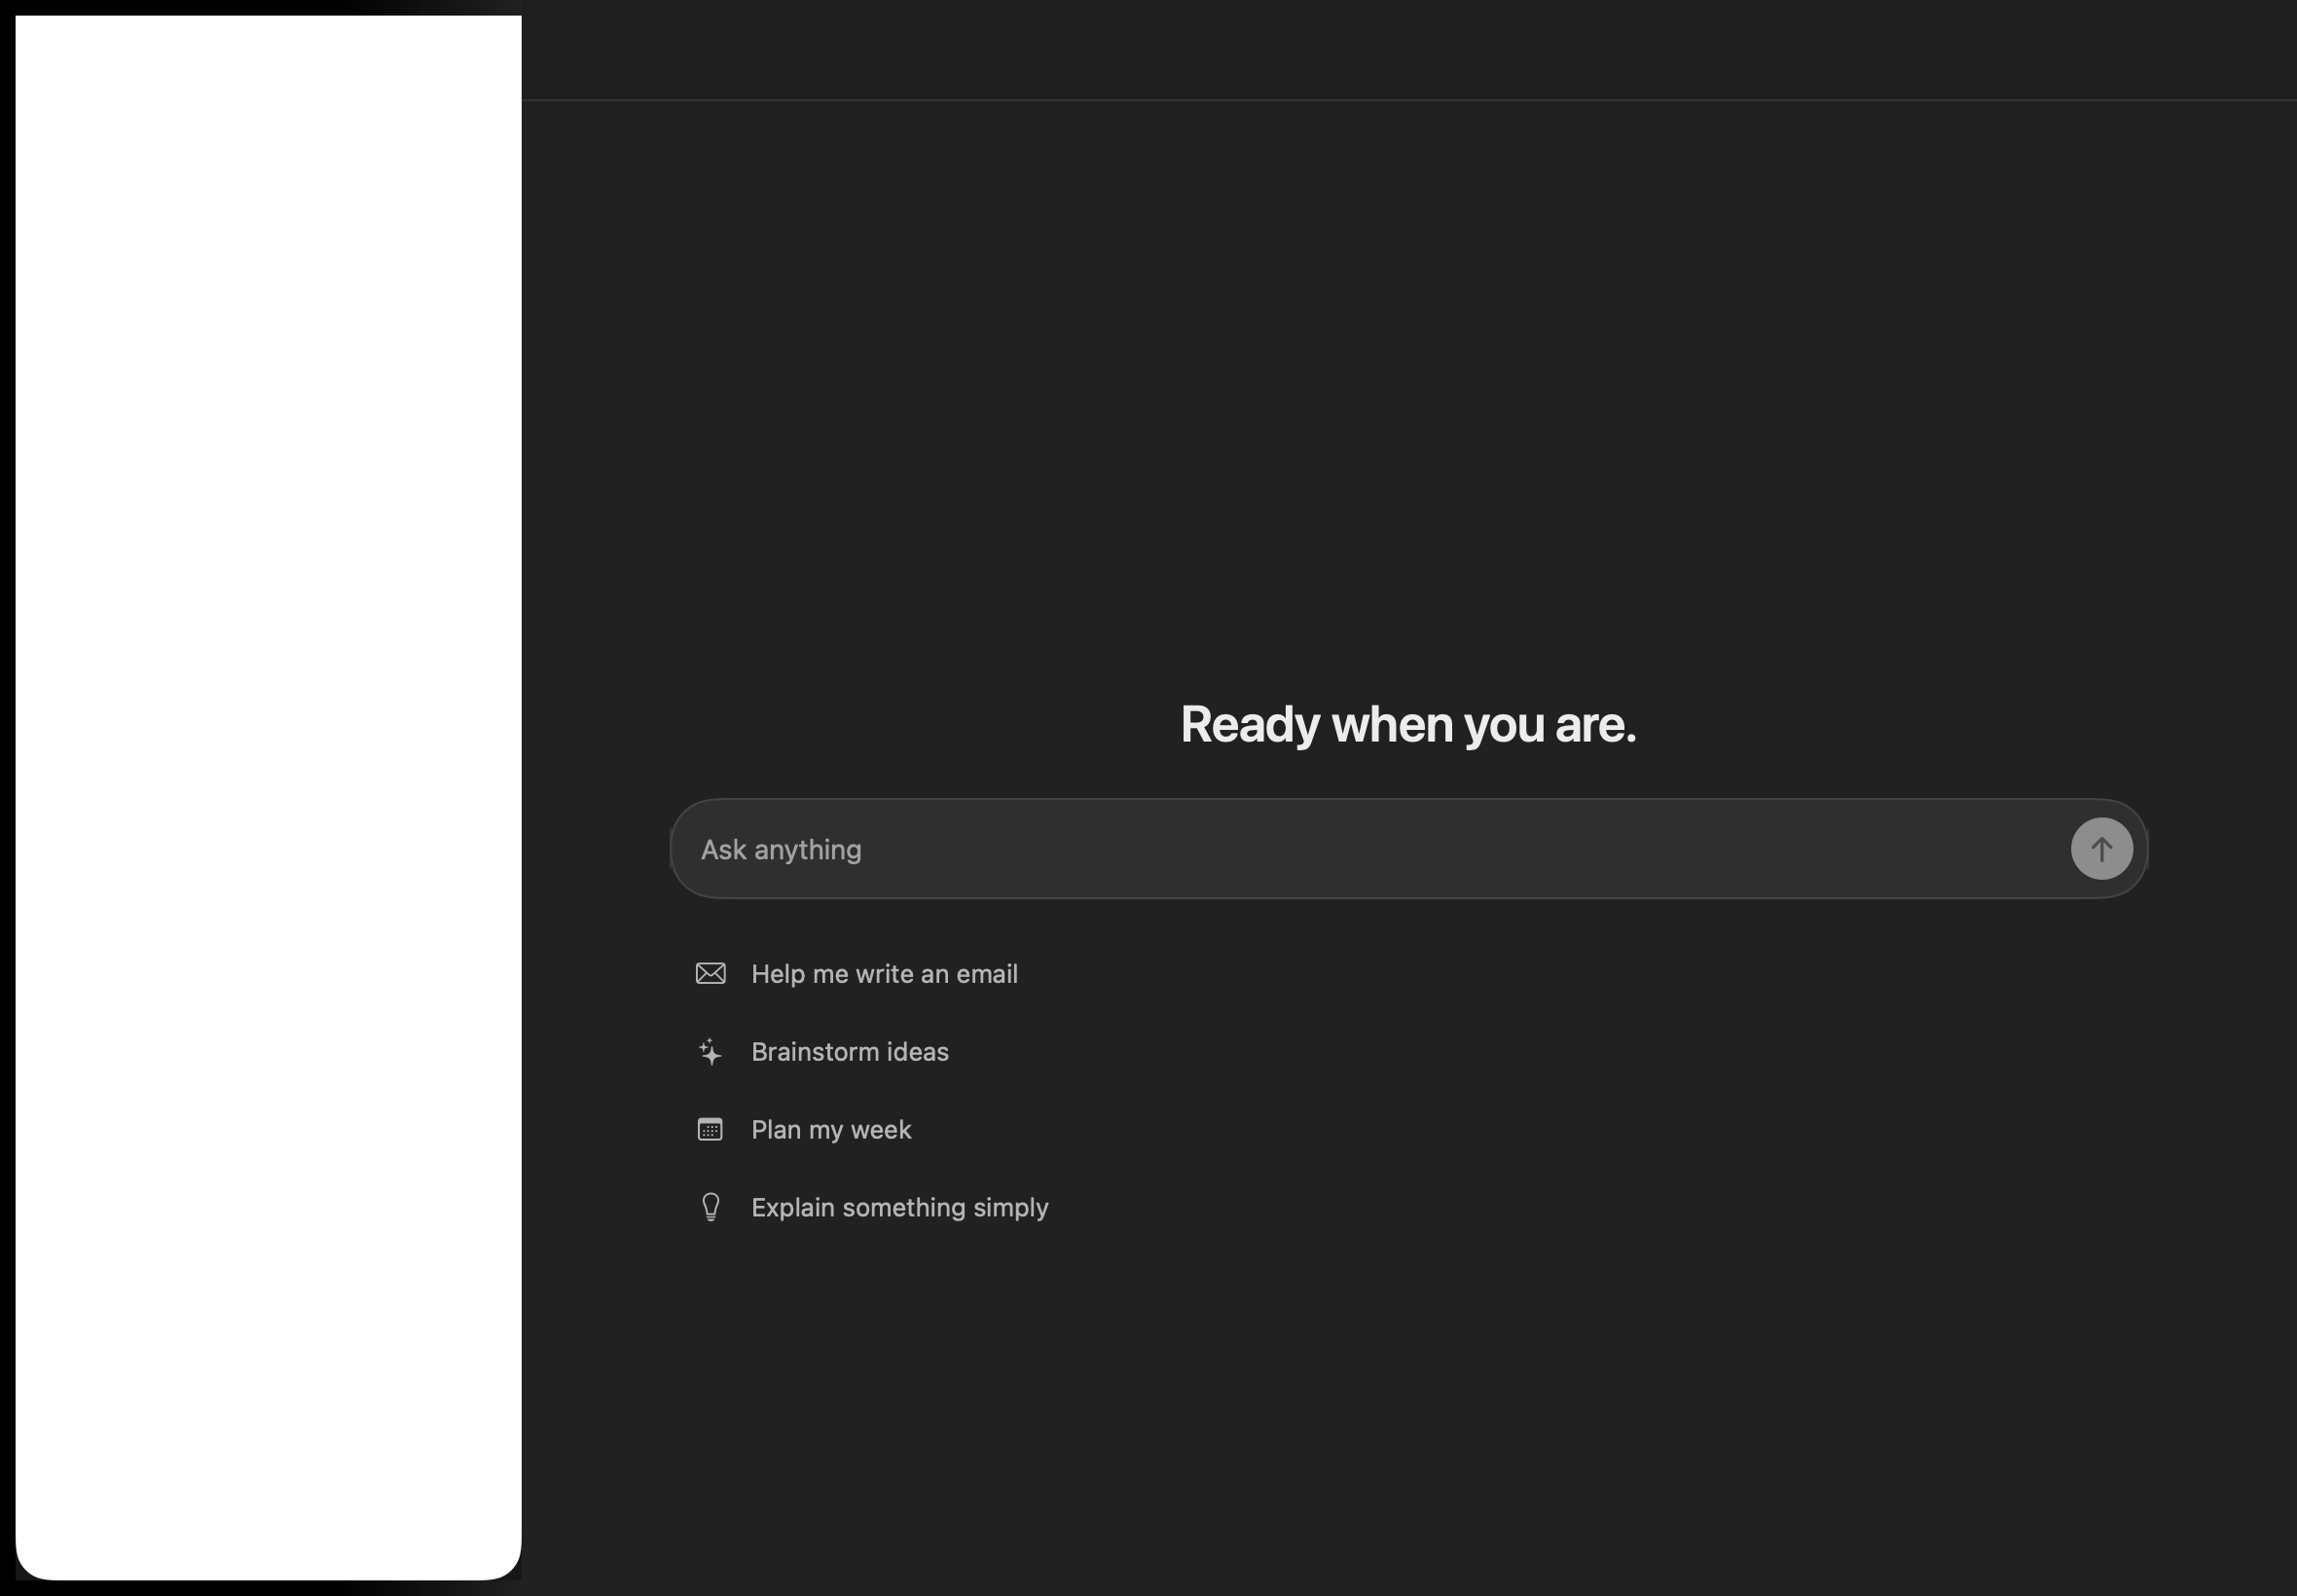 Ready when you are.
Ask anything
Help me write an email
Brainstorm ideas
Plan my week
Explain something simply